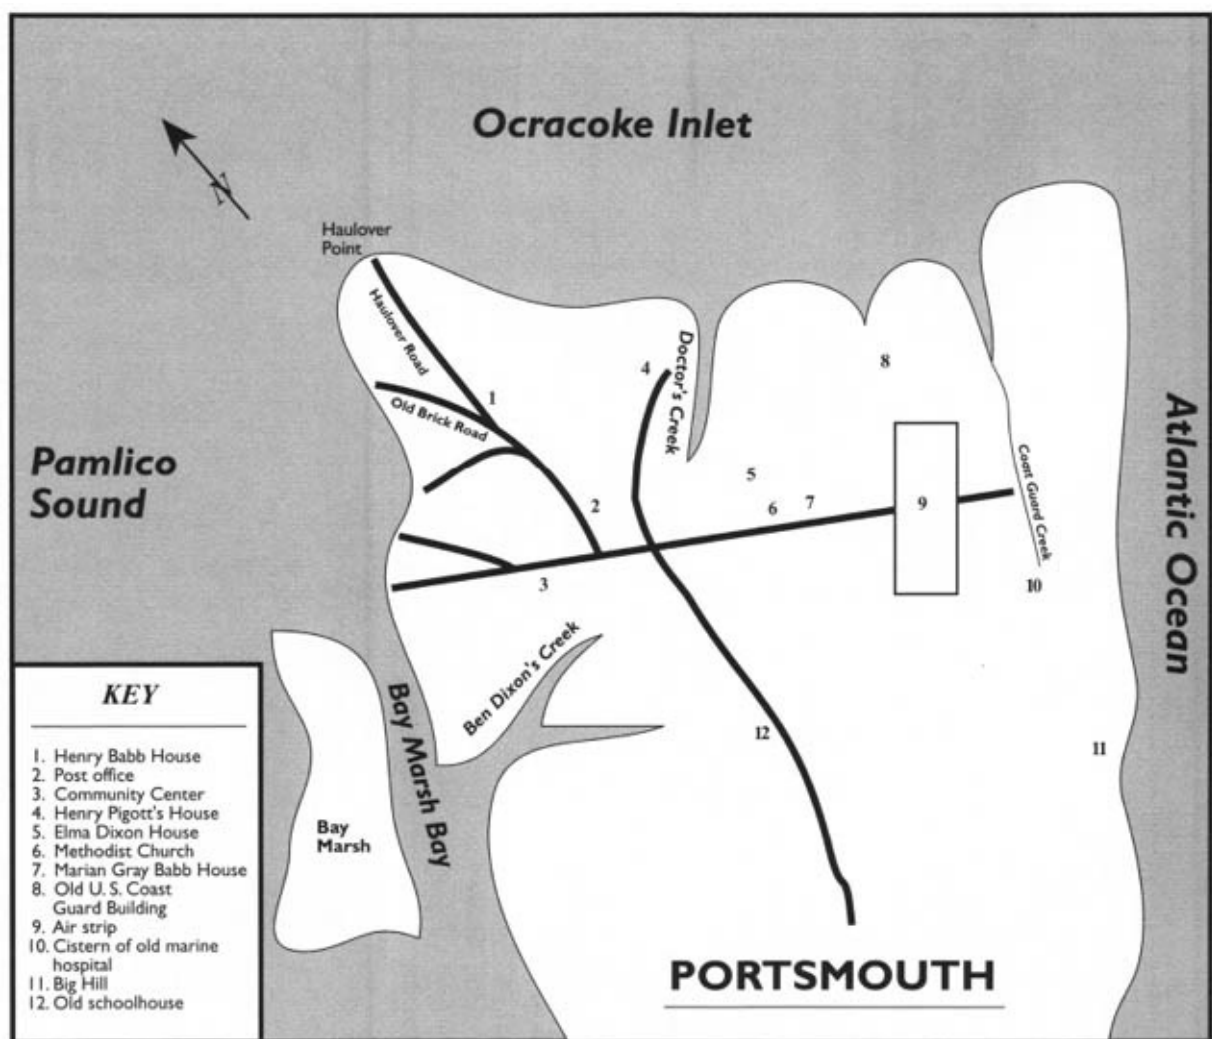 Ocracoke Inlet
N
Haulover
Point
Haulover Road
Old Brick Road
Doctor's Creek
Pamlico
Sound
Atlantic Ocean
Coast Guard Creek
1
2
3
4
5
6
7
8
9
10
11
12
Ben Dixon's Creek
Bay Marsh Bay
Bay
Marsh
PORTSMOUTH
KEY
1. Henry Babb House
2. Post office
3. Community Center
4. Henry Pigott's House
5. Elma Dixon House
6. Methodist Church
7. Marian Gray Babb House
8. Old U. S. Coast
Guard Building
9. Air strip
10. Cistern of old marine
hospital
11. Big Hill
12. Old schoolhouse